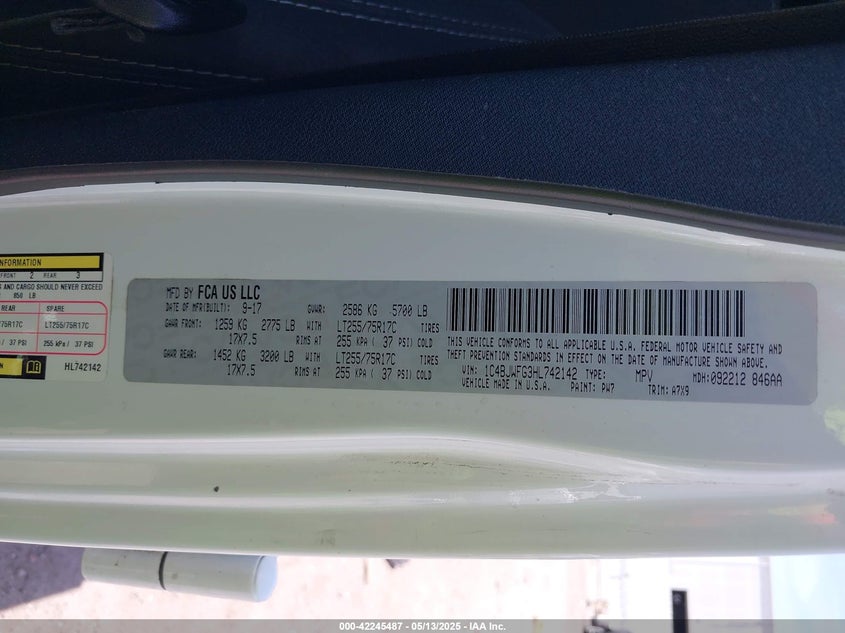 INFORMATION
FRONT 2 REAR 3
S AND CARGO SHOULD NEVER EXCEED
850 LB
SPARE
/75R17C LT255/75R17C
/ 37 PSI 255 kPa / 37 PSI
HL742142
MFD BY FCA US LLC
DATE OF MFR(BUILT): 9-17 GVWR: 2586 KG 5700 LB
GAWR FRONT: 1259 KG 2775 LB WITH LT255/75R17C TIRES
17X7.5 RIMS AT 255 KPA ( 37 PSI) COLD
GAWR REAR: 1452 KG 3200 LB WITH LT255/75R17C TIRES
17X7.5 RIMS AT 255 KPA ( 37 PSI) COLD
THIS VEHICLE CONFORMS TO ALL APPLICABLE U.S.A. FEDERAL MOTOR VEHICLE SAFETY AND
THEFT PREVENTION STANDARDS IN EFFECT ON THE DATE OF MANUFACTURE SHOWN ABOVE.
VIN: 1C4BJWFG3HL742142 TYPE: MPV MDH:092212 846AA
VEHICLE MADE IN U.S.A. PAINT: PW7 TRIM: A7X9
000-42245487 - 05/13/2025 - IAA Inc.